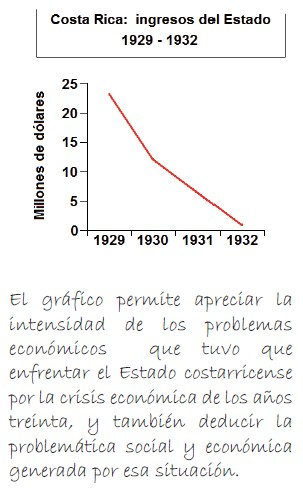 Costa Rica: ingresos del Estado
1929 - 1932
Millones de dólares
25
20
15
10
5
0
1929 1930 1931 1932
El gráfico permite apreciar la
intensidad de los problemas
económicos que tuvo que
enfrentar el Estado costarricense
por la crisis económica de los años
treinta, y también deducir la
problemática social y económica
generada por esa situación.